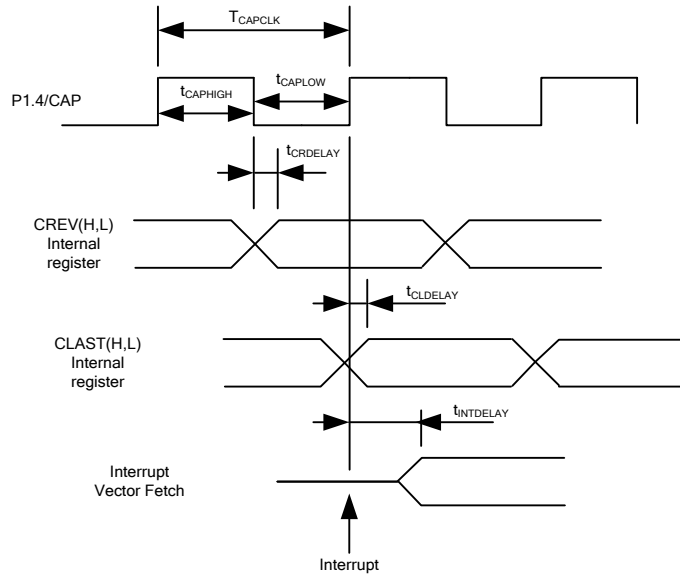 TCAPCLK
P1.4/CAP
tCAPHIGH
tCAPLOW
tCRDELAY
CREV(H,L)
Internal
register
tCLDELAY
CLAST(H,L)
Internal
register
tINTDELAY
Interrupt
Vector Fetch
Interrupt